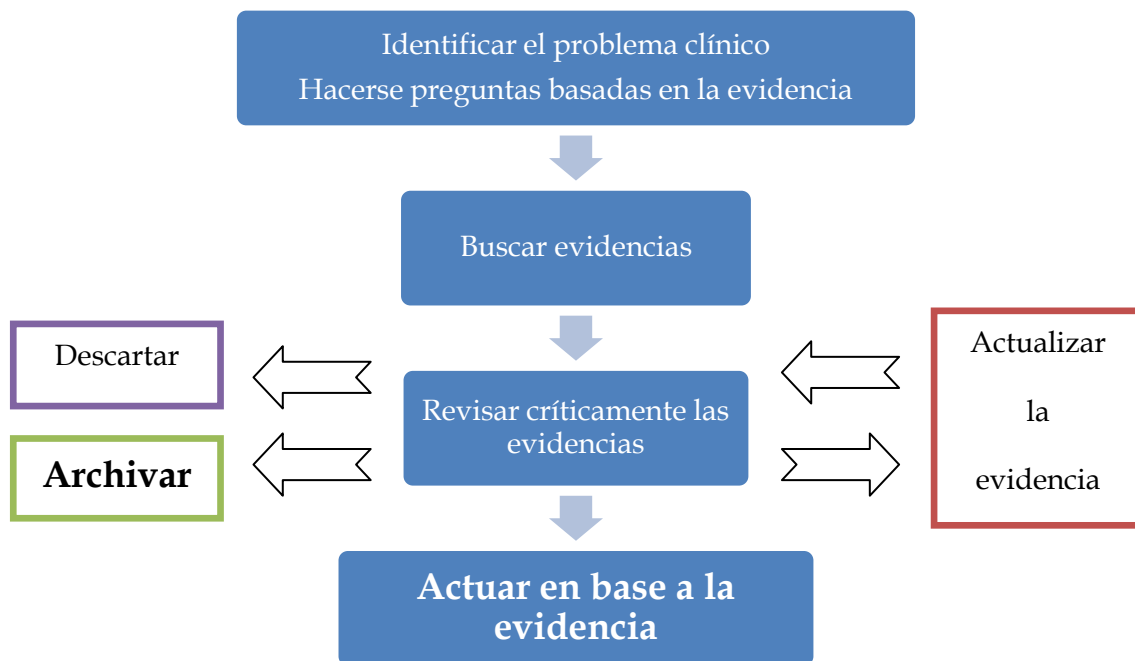 Identificar el problema clínico
Hacerse preguntas basadas en la evidencia
Buscar evidencias
Descartar
Archivar
Revisar críticamente las
evidencias
Actualizar
la
evidencia
Actuar en base a la
evidencia